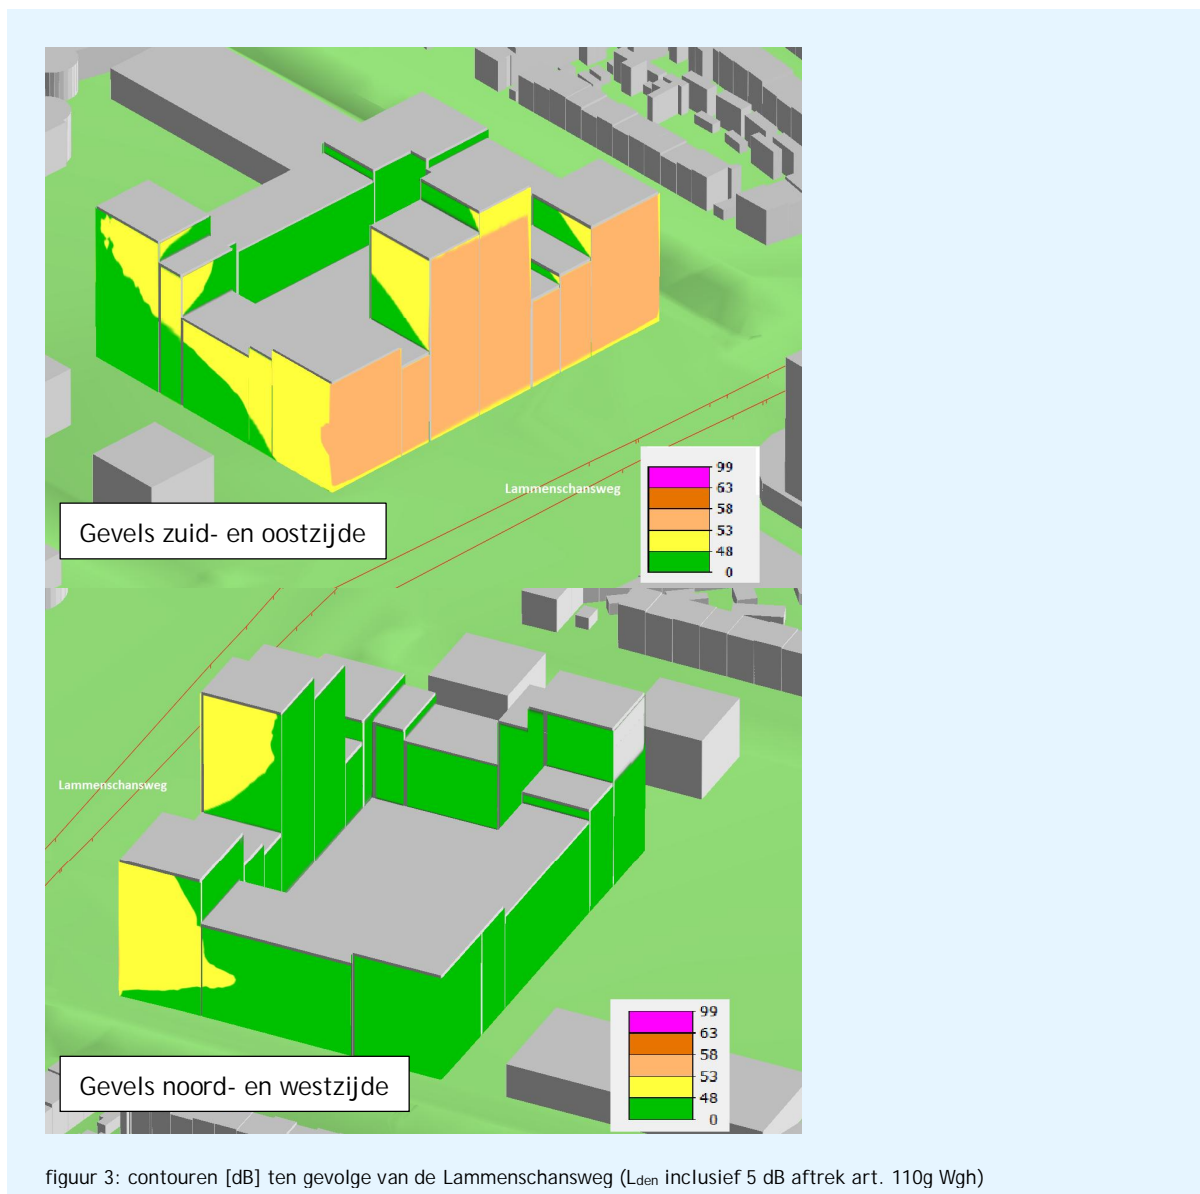 Lammenschansweg
99
63
58
53
48
0
Gevels zuid- en oostzijde
Lammenschansweg
99
63
58
53
48
0
Gevels noord- en westzijde
figuur 3: contouren [dB] ten gevolge van de Lammenschansweg (Lden inclusief 5 dB aftrek art. 110g Wgh)